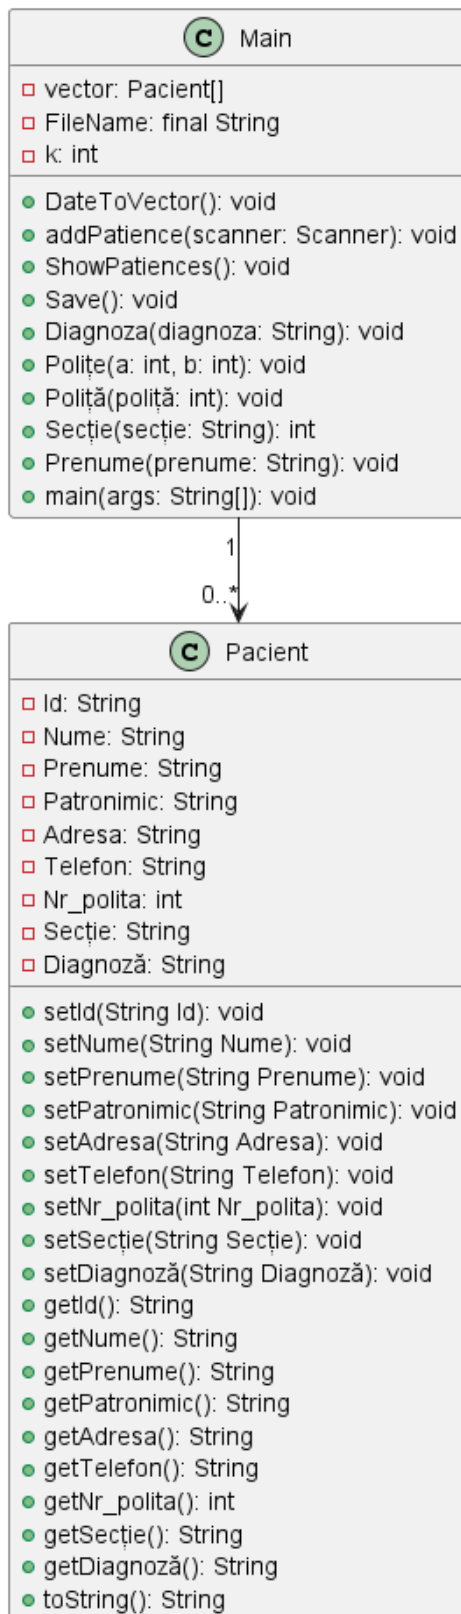 C Main
vector: Pacient[]
FileName: final String
k: int
DateToVector(): void
addPatience(scanner: Scanner): void
ShowPatiences(): void
Save(): void
Diagnoza(diagnoza: String): void
Polițe(a: int, b: int): void
Poliță(poliță: int): void
Secție(secție: String): int
Prenume(prenume: String): void
main(args: String[]): void
1
0..*
C Pacient
Id: String
Nume: String
Prenume: String
Patronimic: String
Adresa: String
Telefon: String
Nr_polita: int
Secție: String
Diagnoză: String
setId(String Id): void
setNume(String Nume): void
setPrenume(String Prenume): void
setPatronimic(String Patronimic): void
setAdresa(String Adresa): void
setTelefon(String Telefon): void
setNr_polita(int Nr_polita): void
setSecție(String Secție): void
setDiagnoză(String Diagnoză): void
getId(): String
getNume(): String
getPrenume(): String
getPatronimic(): String
getAdresa(): String
getTelefon(): String
getNr_polita(): int
getSecție(): String
getDiagnoză(): String
toString(): String